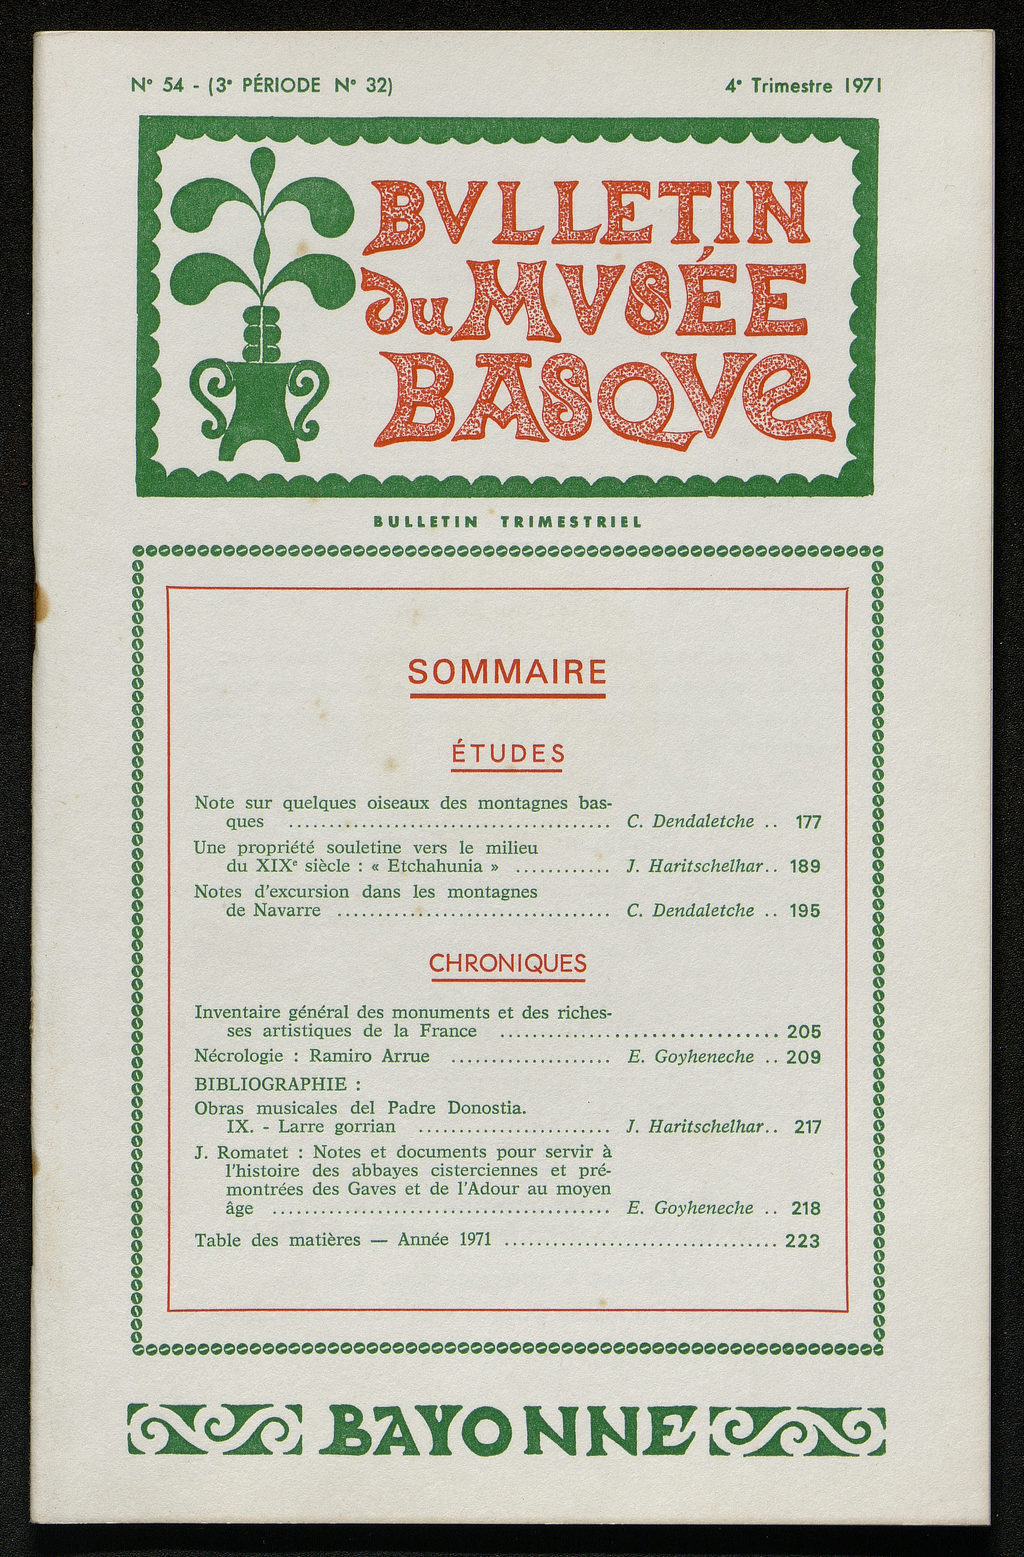 N° 54 - (3e PÉRIODE N° 32) 4e Trimestre 1971
BVLLETIN
du MVSÉE
BASQVe
BULLETIN TRIMESTRIEL
SOMMAIRE
ÉTUDES
Note sur quelques oiseaux des montagnes bas-
ques ........................................ C. Dendaletche .. 177
Une propriété souletine vers le milieu
du XIXe siècle : « Etchahunia » ............ J. Haritschelhar.. 189
Notes d'excursion dans les montagnes
de Navarre .................................. C. Dendaletche .. 195
CHRONIQUES
Inventaire général des monuments et des riches-
ses artistiques de la France .................................. 205
Nécrologie : Ramiro Arrue .................... E. Goyheneche .. 209
BIBLIOGRAPHIE :
Obras musicales del Padre Donostia.
IX. - Larre gorrian ........................ J. Haritschelhar.. 217
J. Romatet : Notes et documents pour servir à
l'histoire des abbayes cisterciennes et pré-
montrées des Gaves et de l'Adour au moyen
âge .......................................... E. Goyheneche .. 218
Table des matières — Année 1971 .................................. 223
BAYONNE